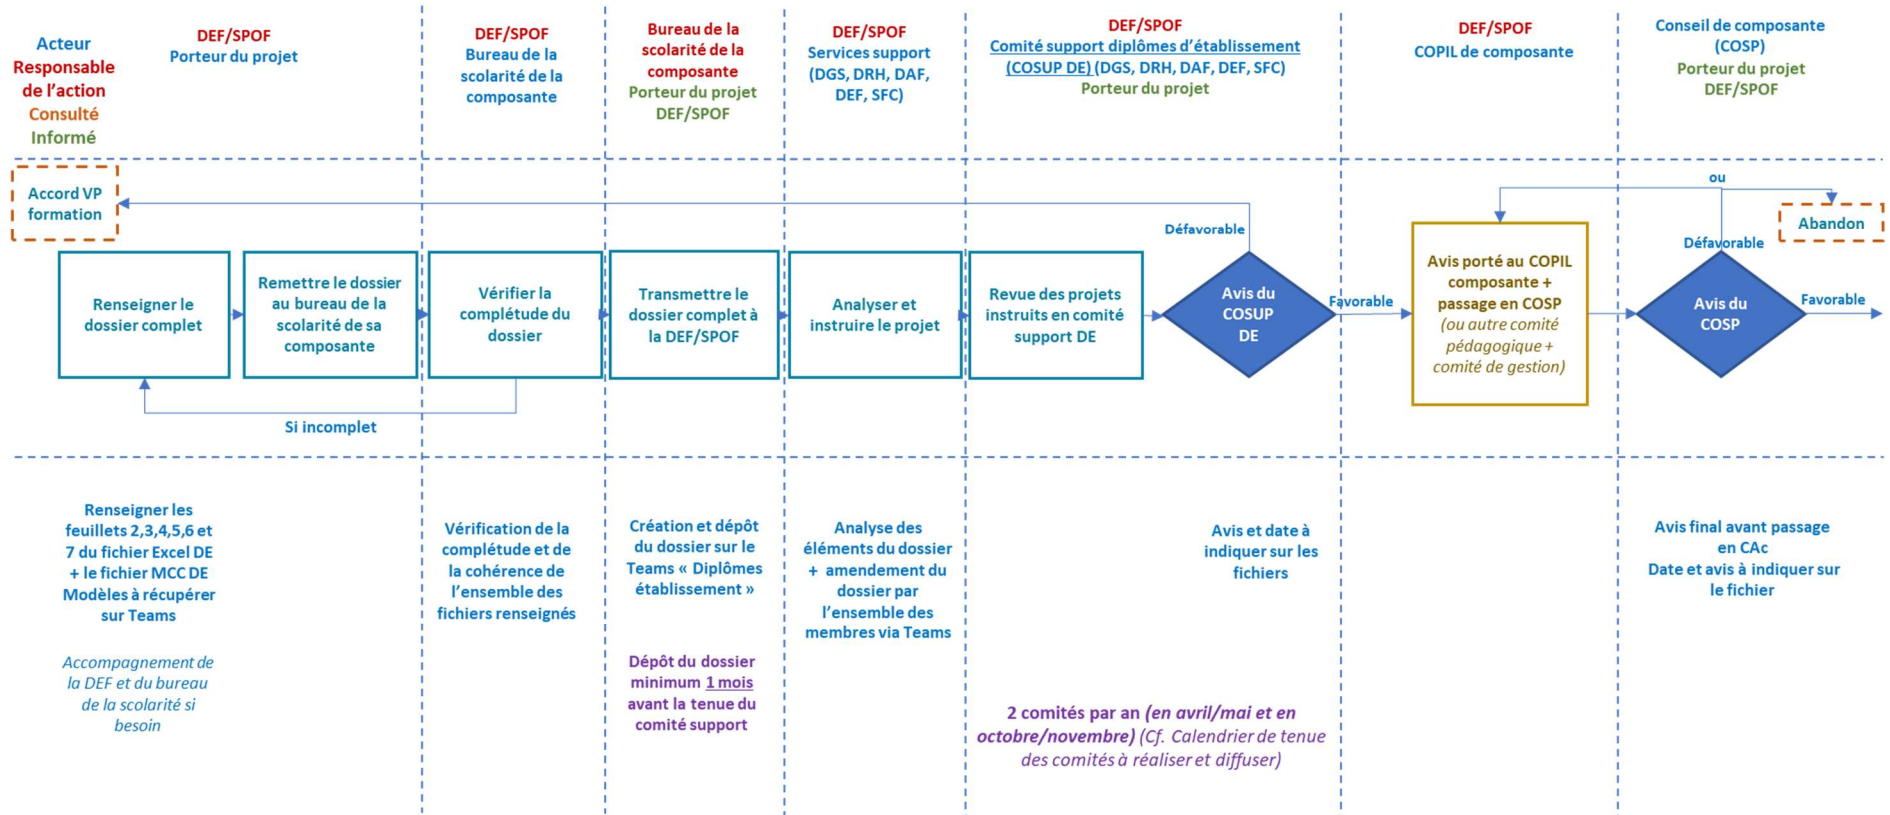 Acteur
Responsable
de l'action
Consulté
Informé
DEF/SPOF
Porteur du projet
DEF/SPOF
Bureau de la
scolarité de la
composante
Bureau de la
scolarité de la
composante
Porteur du projet
DEF/SPOF
DEF/SPOF
Services support
(DGS, DRH, DAF,
DEF, SFC)
DEF/SPOF
Comité support diplômes d'établissement
(COSUP DE) (DGS, DRH, DAF, DEF, SFC)
Porteur du projet
DEF/SPOF
COPIL de composante
Conseil de composante
(COSP)
Porteur du projet
DEF/SPOF
Accord VP
formation
Renseigner le
dossier complet
Remettre le dossier
au bureau de la
scolarité de sa
composante
Vérifier la
complétude du
dossier
Si incomplet
Transmettre le
dossier complet à
la DEF/SPOF
Analyser et
instruire le projet
Revue des projets
instruits en comité
support DE
Défavorable
Avis du
COSUP
DE
Favorable
Avis porté au COPIL
composante +
passage en COSP
(ou autre comité
pédagogique +
comité de gestion)
ou
Abandon
Défavorable
Avis du
COSP
Favorable
Renseigner les
feuillets 2,3,4,5,6 et
7 du fichier Excel DE
+ le fichier MCC DE
Modèles à récupérer
sur Teams
Accompagnement de
la DEF et du bureau
de la scolarité si
besoin
Vérification de la
complétude et de
la cohérence de
l'ensemble des
fichiers renseignés
Création et dépôt
du dossier sur le
Teams « Diplômes
établissement »
Dépôt du dossier
minimum 1 mois
avant la tenue du
comité support
Analyse des
éléments du dossier
+ amendement du
dossier par
l'ensemble des
membres via Teams
Avis et date à
indiquer sur les
fichiers
2 comités par an (en avril/mai et en
octobre/novembre) (Cf. Calendrier de tenue
des comités à réaliser et diffuser)
Avis final avant passage
en CAc
Date et avis à indiquer sur
le fichier